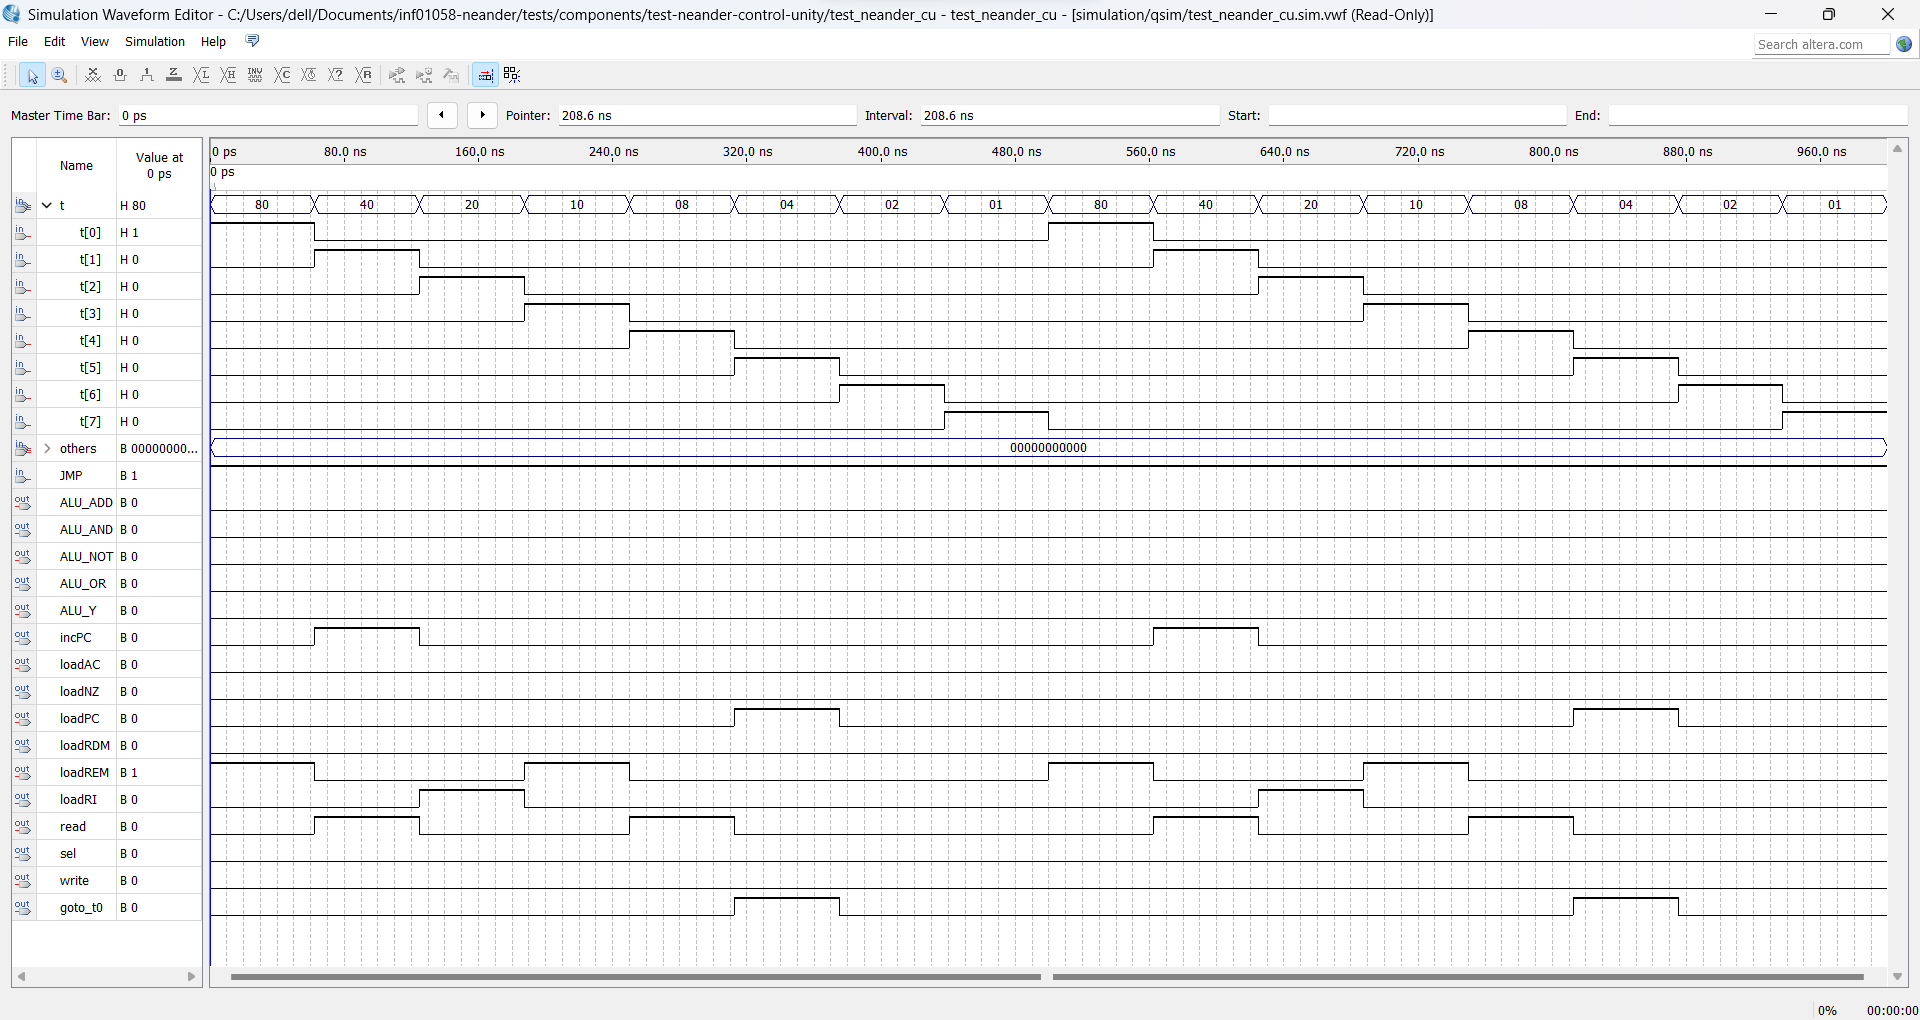 Simulation Waveform Editor - C:/Users/dell/Documents/inf01058-neander/tests/components/test-neander-control-unity/test_neander_cu - test_neander_cu - [simulation/qsim/test_neander_cu.sim.vwf (Read-Only)]
File Edit View Simulation Help
Search altera.com
Master Time Bar: 0 ps Pointer: 208.6 ns Interval: 208.6 ns Start: End:
Name Value at 0 ps
0 ps 80.0 ns 160.0 ns 240.0 ns 320.0 ns 400.0 ns 480.0 ns 560.0 ns 640.0 ns 720.0 ns 800.0 ns 880.0 ns 960.0 ns
0 ps
t H 80 80 40 20 10 08 04 02 01 80 40 20 10 08 04 02 01
t[0] H 1
t[1] H 0
t[2] H 0
t[3] H 0
t[4] H 0
t[5] H 0
t[6] H 0
t[7] H 0
others B 00000000... 00000000000
JMP B 1
ALU_ADD B 0
ALU_AND B 0
ALU_NOT B 0
ALU_OR B 0
ALU_Y B 0
incPC B 0
loadAC B 0
loadNZ B 0
loadPC B 0
loadRDM B 0
loadREM B 1
loadRI B 0
read B 0
sel B 0
write B 0
goto_t0 B 0
0% 00:00:00